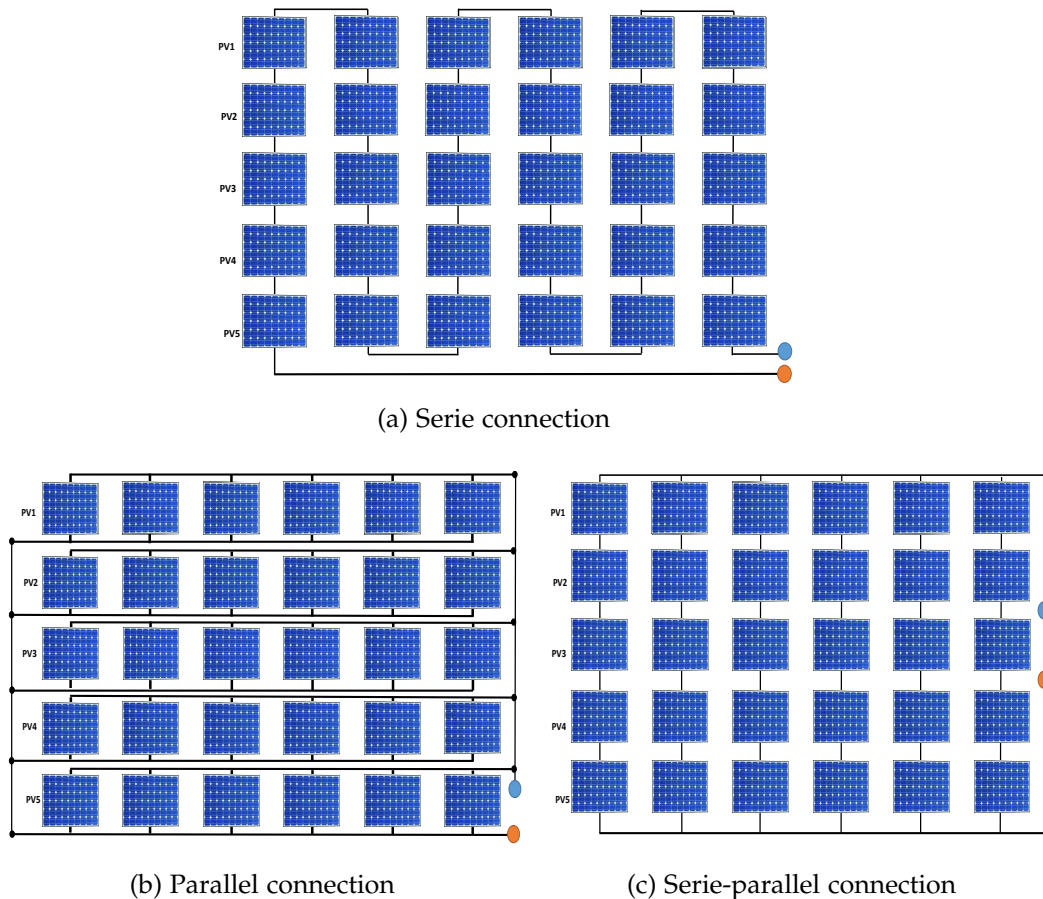 PV1
PV2
PV3
PV4
PV5
(a) Serie connection
PV1
PV2
PV3
PV4
PV5
(b) Parallel connection
PV1
PV2
PV3
PV4
PV5
(c) Serie-parallel connection